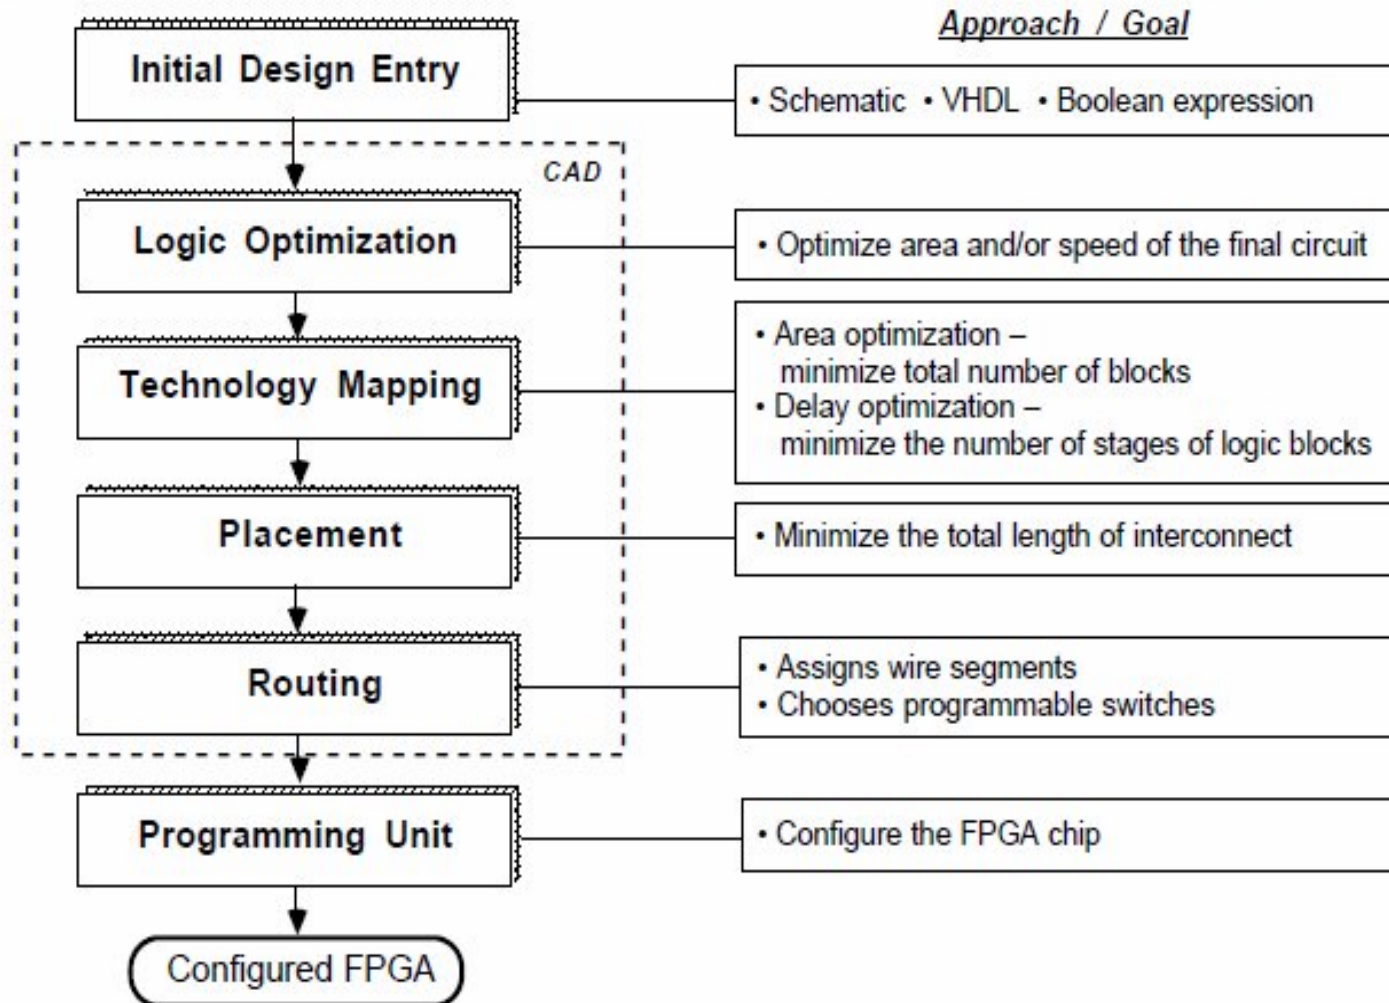 Approach / Goal
Initial Design Entry
• Schematic • VHDL • Boolean expression
CAD
Logic Optimization
• Optimize area and/or speed of the final circuit
Technology Mapping
• Area optimization –
minimize total number of blocks
• Delay optimization –
minimize the number of stages of logic blocks
Placement
• Minimize the total length of interconnect
Routing
• Assigns wire segments
• Chooses programmable switches
Programming Unit
• Configure the FPGA chip
Configured FPGA